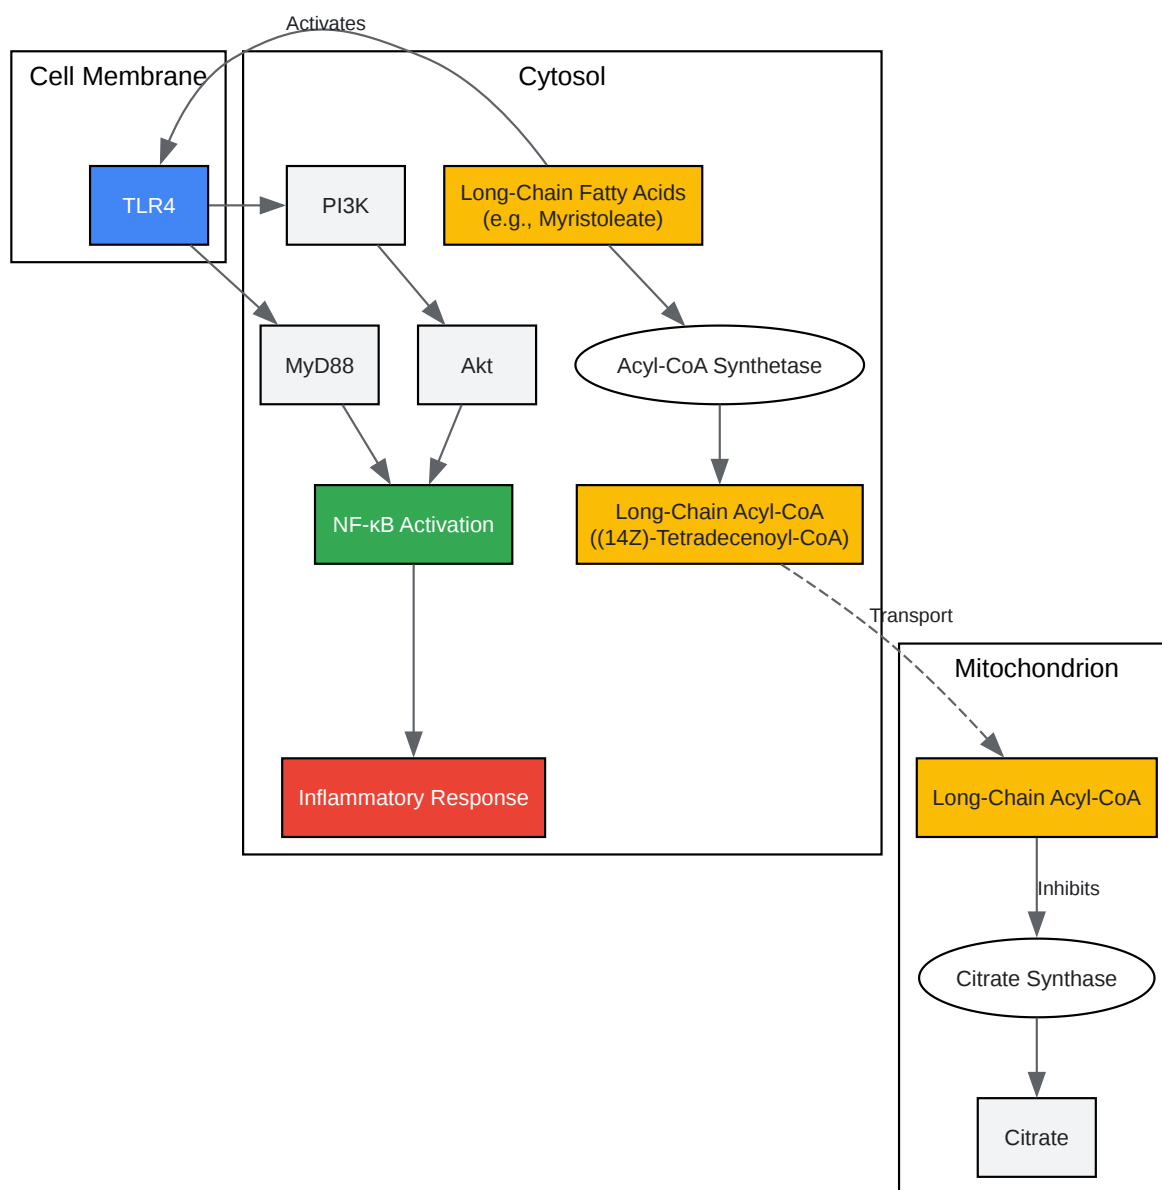 Activates
Cell Membrane
Cytosol
TLR4
PI3K
Long-Chain Fatty Acids
(e.g., Myristoleate)
MyD88
Akt
Acyl-CoA Synthetase
NF-κB Activation
Long-Chain Acyl-CoA
((14Z)-Tetradecenoyl-CoA)
Transport
Mitochondrion
Inflammatory Response
Long-Chain Acyl-CoA
Inhibits
Citrate Synthase
Citrate